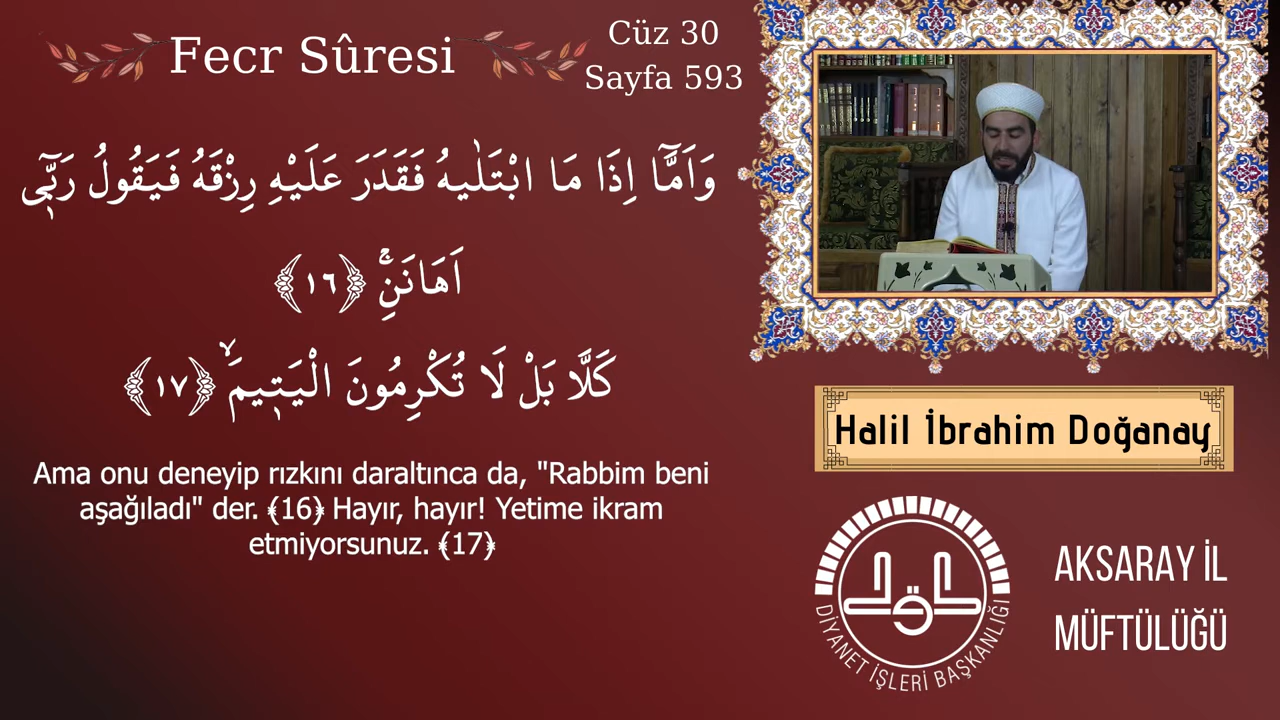 Fecr Sûresi
Cüz 30
Sayfa 593
وَاَمَّٓا اِذَا مَا ابْتَلٰيهُ فَقَدَرَ عَلَيْهِ رِزْقَهُ فَيَقُولُ رَبّ۪ٓى
اَهَانَنِۚ ﴿١٦﴾
كَلَّا بَلْ لَا تُكْرِمُونَ الْيَت۪يمَۙ ﴿١٧﴾
Ama onu deneyip rızkını daraltınca da, "Rabbim beni
aşağıladı" der. ﴾16﴿ Hayır, hayır! Yetime ikram
etmiyorsunuz. ﴾17﴿
Halil İbrahim Doğanay
DİYANET İŞLERİ BAŞKANLIĞI
AKSARAY İL
MÜFTÜLÜĞÜ